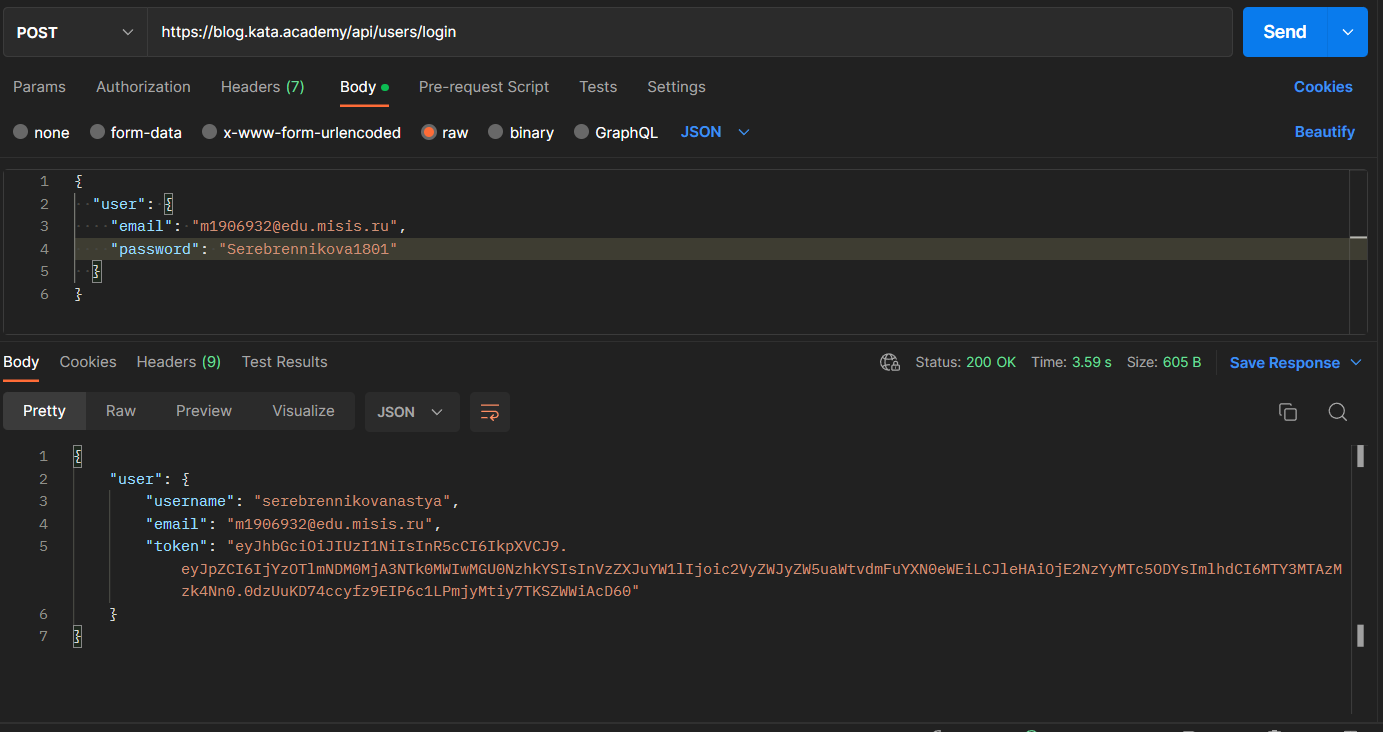 POST https://blog.kata.academy/api/users/login Send
Params Authorization Headers (7) Body Pre-request Script Tests Settings Cookies
none form-data x-www-form-urlencoded raw binary GraphQL JSON Beautify
1 {
2 "user": {
3 "email": "m1906932@edu.misis.ru",
4 "password": "Serebrennikova1801"
5 }
6 }
Body Cookies Headers (9) Test Results Status: 200 OK Time: 3.59 s Size: 605 B Save Response
Pretty Raw Preview Visualize JSON
1 {
2 "user": {
3 "username": "serebrennikovanastya",
4 "email": "m1906932@edu.misis.ru",
5 "token": "eyJhbGciOiJIUzI1NiIsInR5cCI6IkpXVCJ9.
eyJpZCI6IjYzOTlmNDM0MjA3NTk0MWIwMGU0NzhkYSIsInVzZXJuYW1lIjoic2VyZWJyZW5uaWtvdmFuYXN0eWEiLCJleHAiOjE2NzYyMTc5ODYsImlhdCI6MTY3MTAzM
zk4Nn0.0dzUuKD74ccyfz9EIP6c1LPmjyMtiy7TKSZWWiAcD60"
6 }
7 }